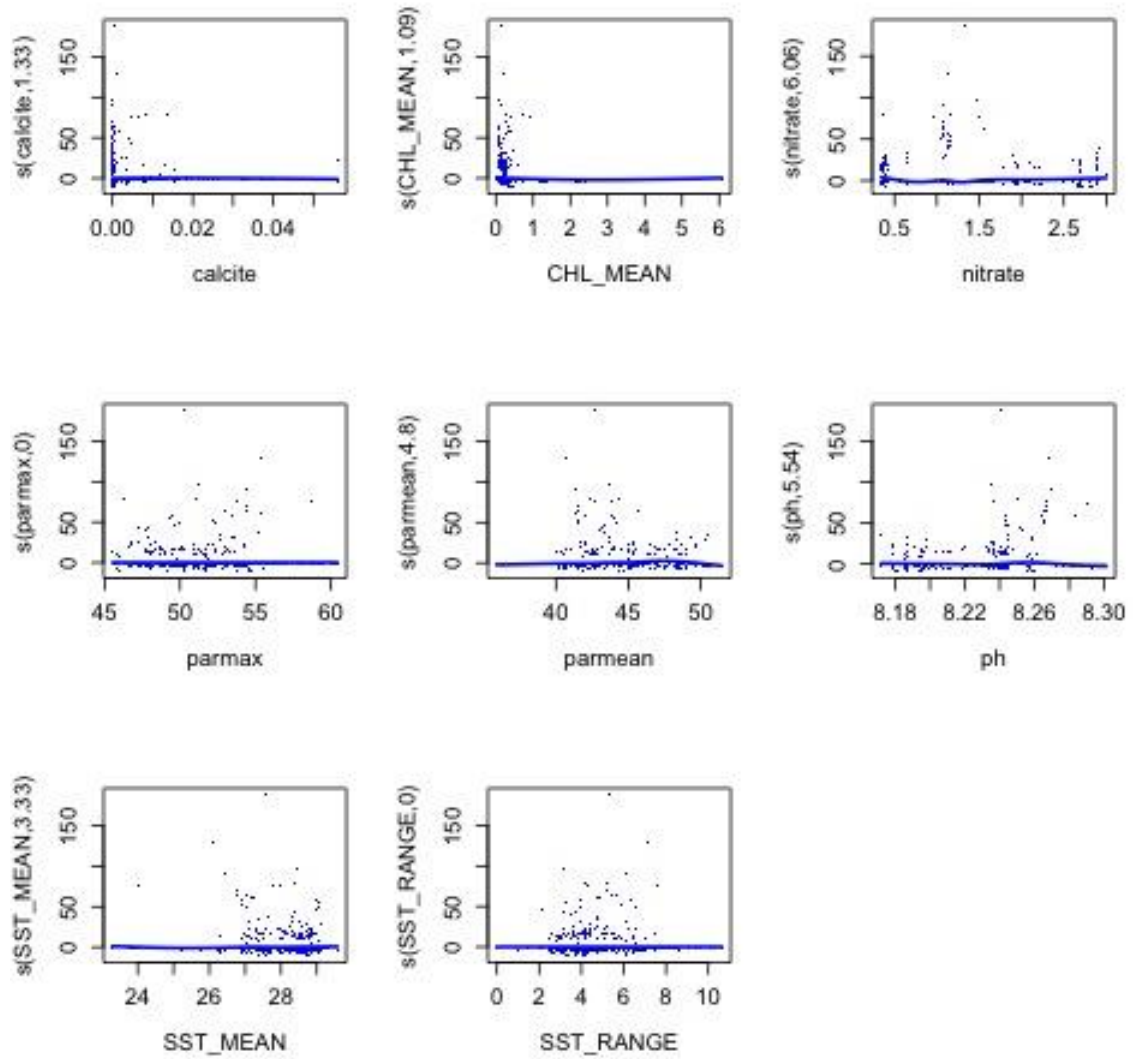 s(calcite,1.33)
150
50
0
0.00 0.02 0.04
calcite
s(CHL_MEAN,1.09)
150
50
0
0 1 2 3 4 5 6
CHL_MEAN
s(nitrate,6.06)
150
50
0
0.5 1.5 2.5
nitrate
s(parmax,0)
150
50
0
45 50 55 60
parmax
s(parmean,4.8)
150
50
0
40 45 50
parmean
s(ph,5.54)
150
50
0
8.18 8.22 8.26 8.30
ph
s(SST_MEAN,3.33)
150
50
0
24 26 28
SST_MEAN
s(SST_RANGE,0)
150
50
0
0 2 4 6 8 10
SST_RANGE